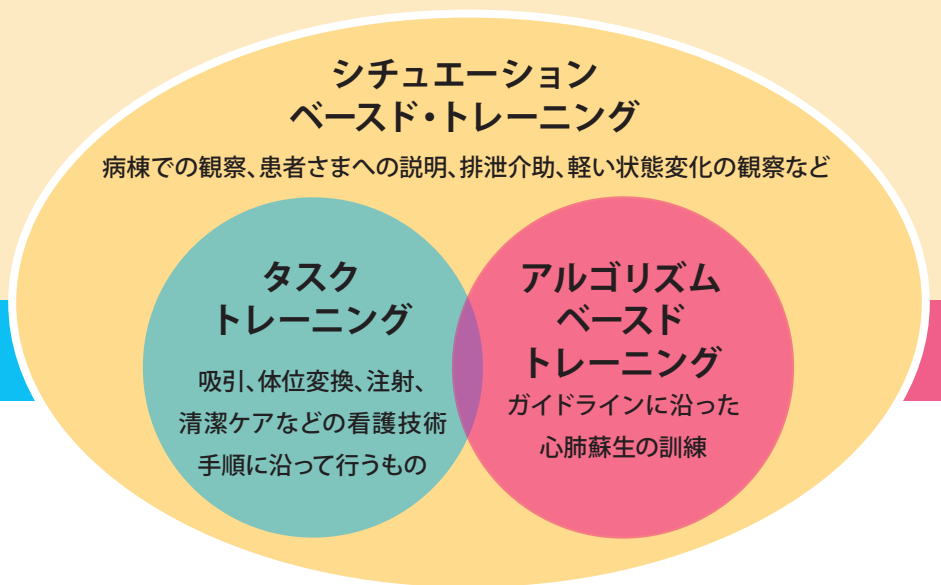 シチュエーション
ベースド・トレーニング
病棟での観察、患者さまへの説明、排泄介助、軽い状態変化の観察など
タスク
トレーニング
吸引、体位変換、注射、
清潔ケアなどの看護技術
手順に沿って行うもの
アルゴリズム
ベースド
トレーニング
ガイドラインに沿った
心肺蘇生の訓練